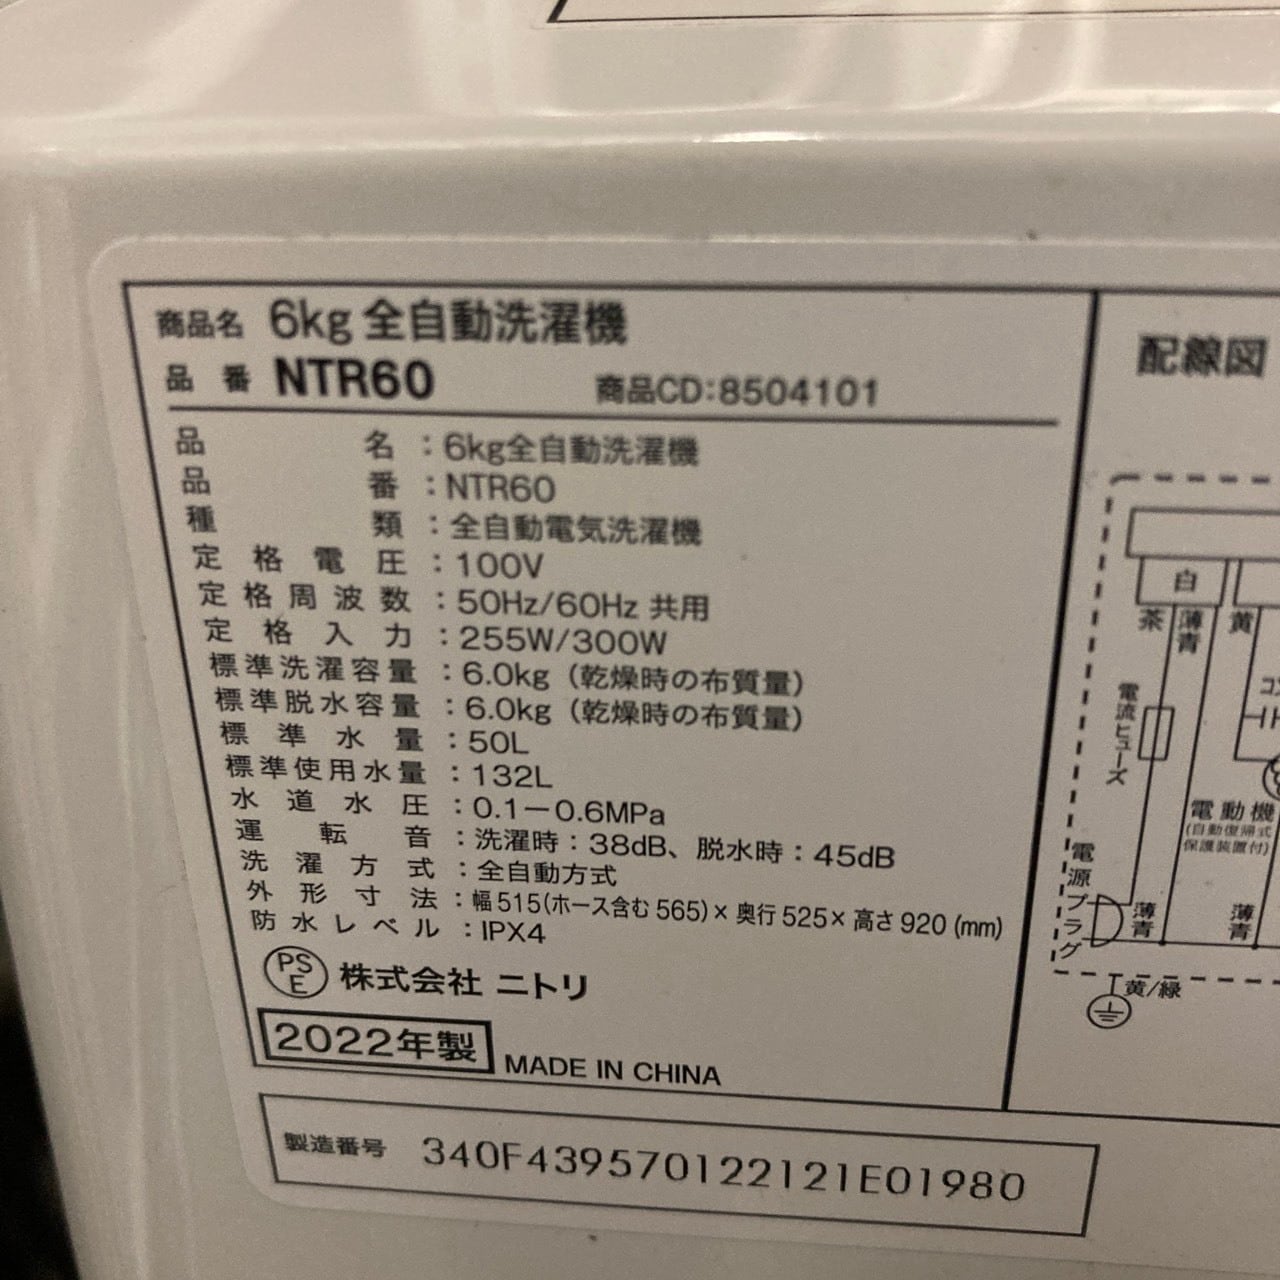 商品名 6kg 全自動洗濯機
品番 NTR60 商品CD:8504101
品名:6kg全自動洗濯機
品番:NTR60
種類:全自動電気洗濯機
定格電圧:100V
定格周波数:50Hz/60Hz 共用
定格入力:255W/300W
標準洗濯容量:6.0kg（乾燥時の布質量）
標準脱水容量:6.0kg（乾燥時の布質量）
標準水量:50L
標準使用水量:132L
水道水圧:0.1－0.6MPa
運転音:洗濯時：38dB、脱水時：45dB
洗濯方式:全自動方式
外形寸法:幅515(ホース含む565)×奥行525×高さ920(mm)
防水レベル:IPX4
PSE 株式会社 ニトリ
2022年製 MADE IN CHINA
製造番号 340F439570122121E01980
配線図
白
茶
薄青
黄
電流ヒューズ
電動機
(自動復帰式
保護装置付)
電源プラグ
薄青
薄青
黄/緑